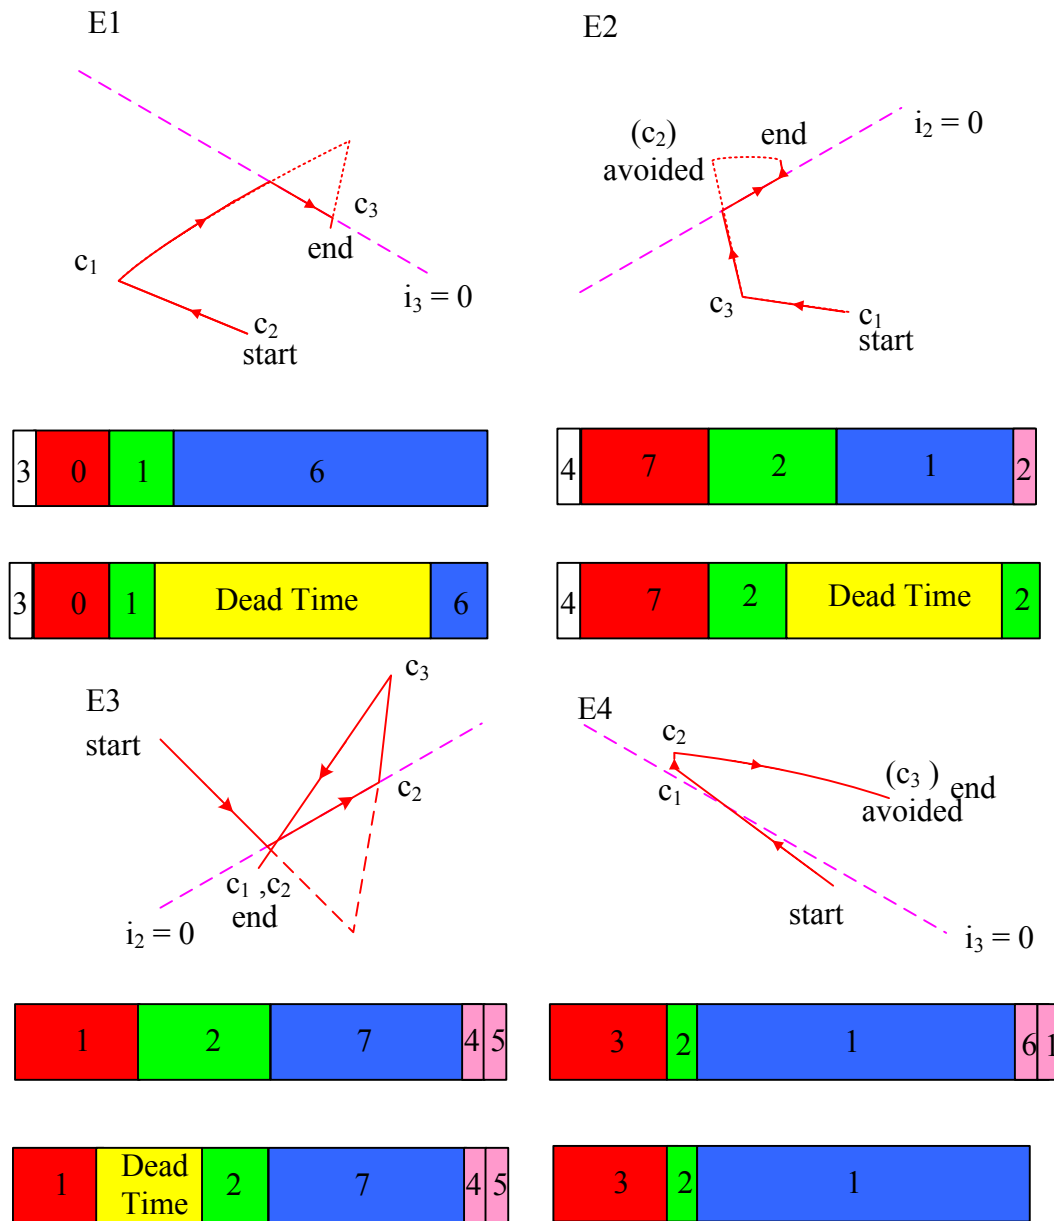 E1
c₃
end
c₁
i₃ = 0
c₂
start
3 0 1 6
3 0 1 Dead Time 6
E2
(c₂)
avoided
end
i₂ = 0
c₃
c₁
start
4 7 2 1 2
4 7 2 Dead Time 2
E3
start
c₃
c₂
c₁ ,c₂
end
i₂ = 0
1 2 7 4 5
1 Dead Time 2 7 4 5
E4
c₂
c₁
(c₃ ) end
avoided
start
i₃ = 0
3 2 1 6 1
3 2 1